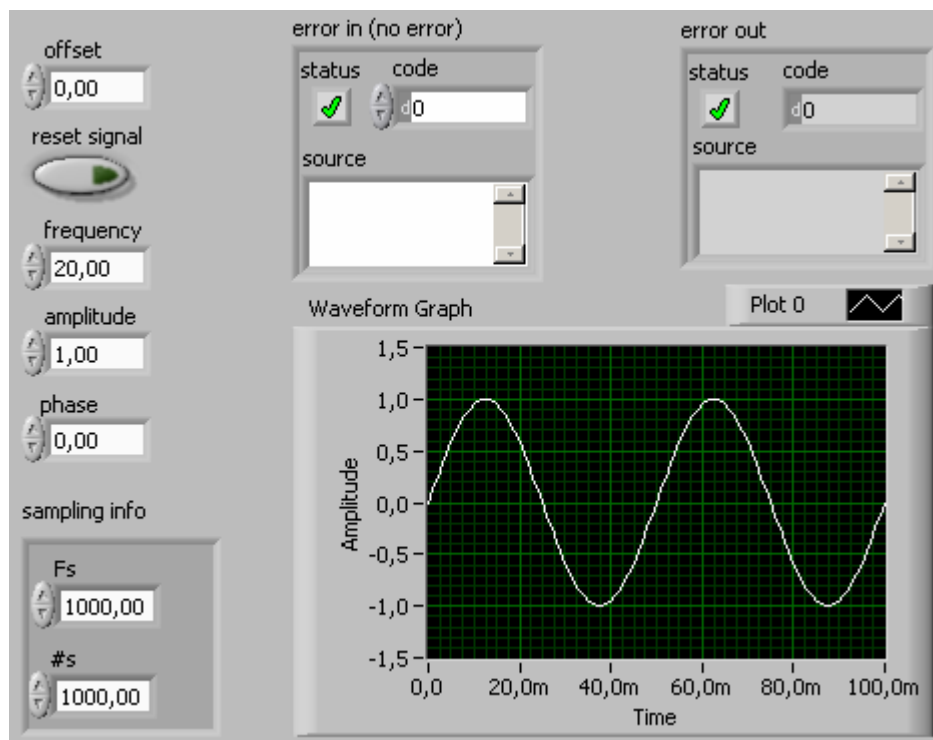 offset
0,00
reset signal
frequency
20,00
amplitude
1,00
phase
0,00
sampling info
Fs
1000,00
#s
1000,00
error in (no error)
status code
d0
source
error out
status code
d0
source
Waveform Graph
Plot 0
1,5
1,0
0,5
0,0
-0,5
-1,0
-1,5
Amplitude
0,0 20,0m 40,0m 60,0m 80,0m 100,0m
Time